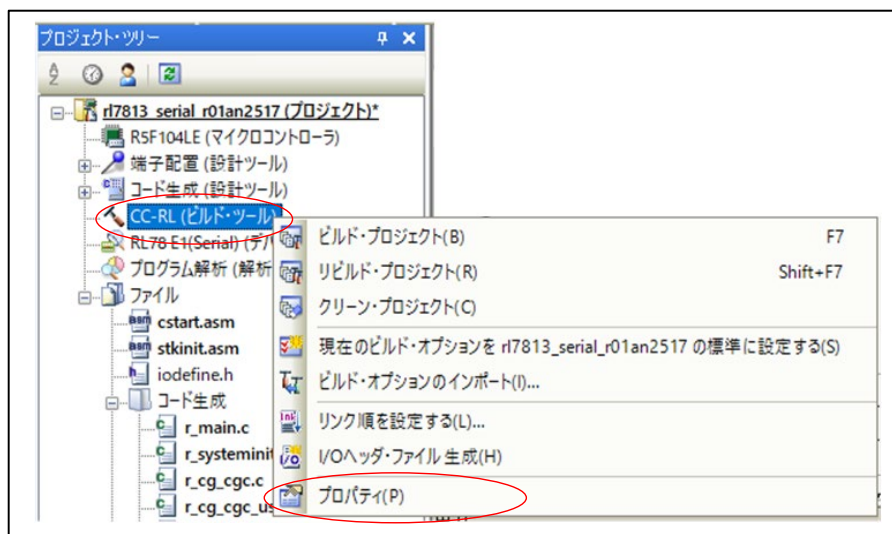 プロジェクト・ツリー
rl7813_serial_r01an2517 (プロジェクト)*
R5F104LE (マイクロコントローラ)
端子配置 (設計ツール)
コード生成 (設計ツール)
CC-RL (ビルド・ツール)
RL78 E1(Serial) (デバ
プログラム解析 (解析
ファイル
cstart.asm
stkinit.asm
iodefine.h
コード生成
r_main.c
r_systeminit
r_cg_cgc.c
r_cg_cgc_us
ビルド・プロジェクト(B) F7
リビルド・プロジェクト(R) Shift+F7
クリーン・プロジェクト(C)
現在のビルド・オプションを rl7813_serial_r01an2517 の標準に設定する(S)
ビルド・オプションのインポート(I)...
リンク順を設定する(L)...
I/Oヘッダ・ファイル 生成(H)
プロパティ(P)